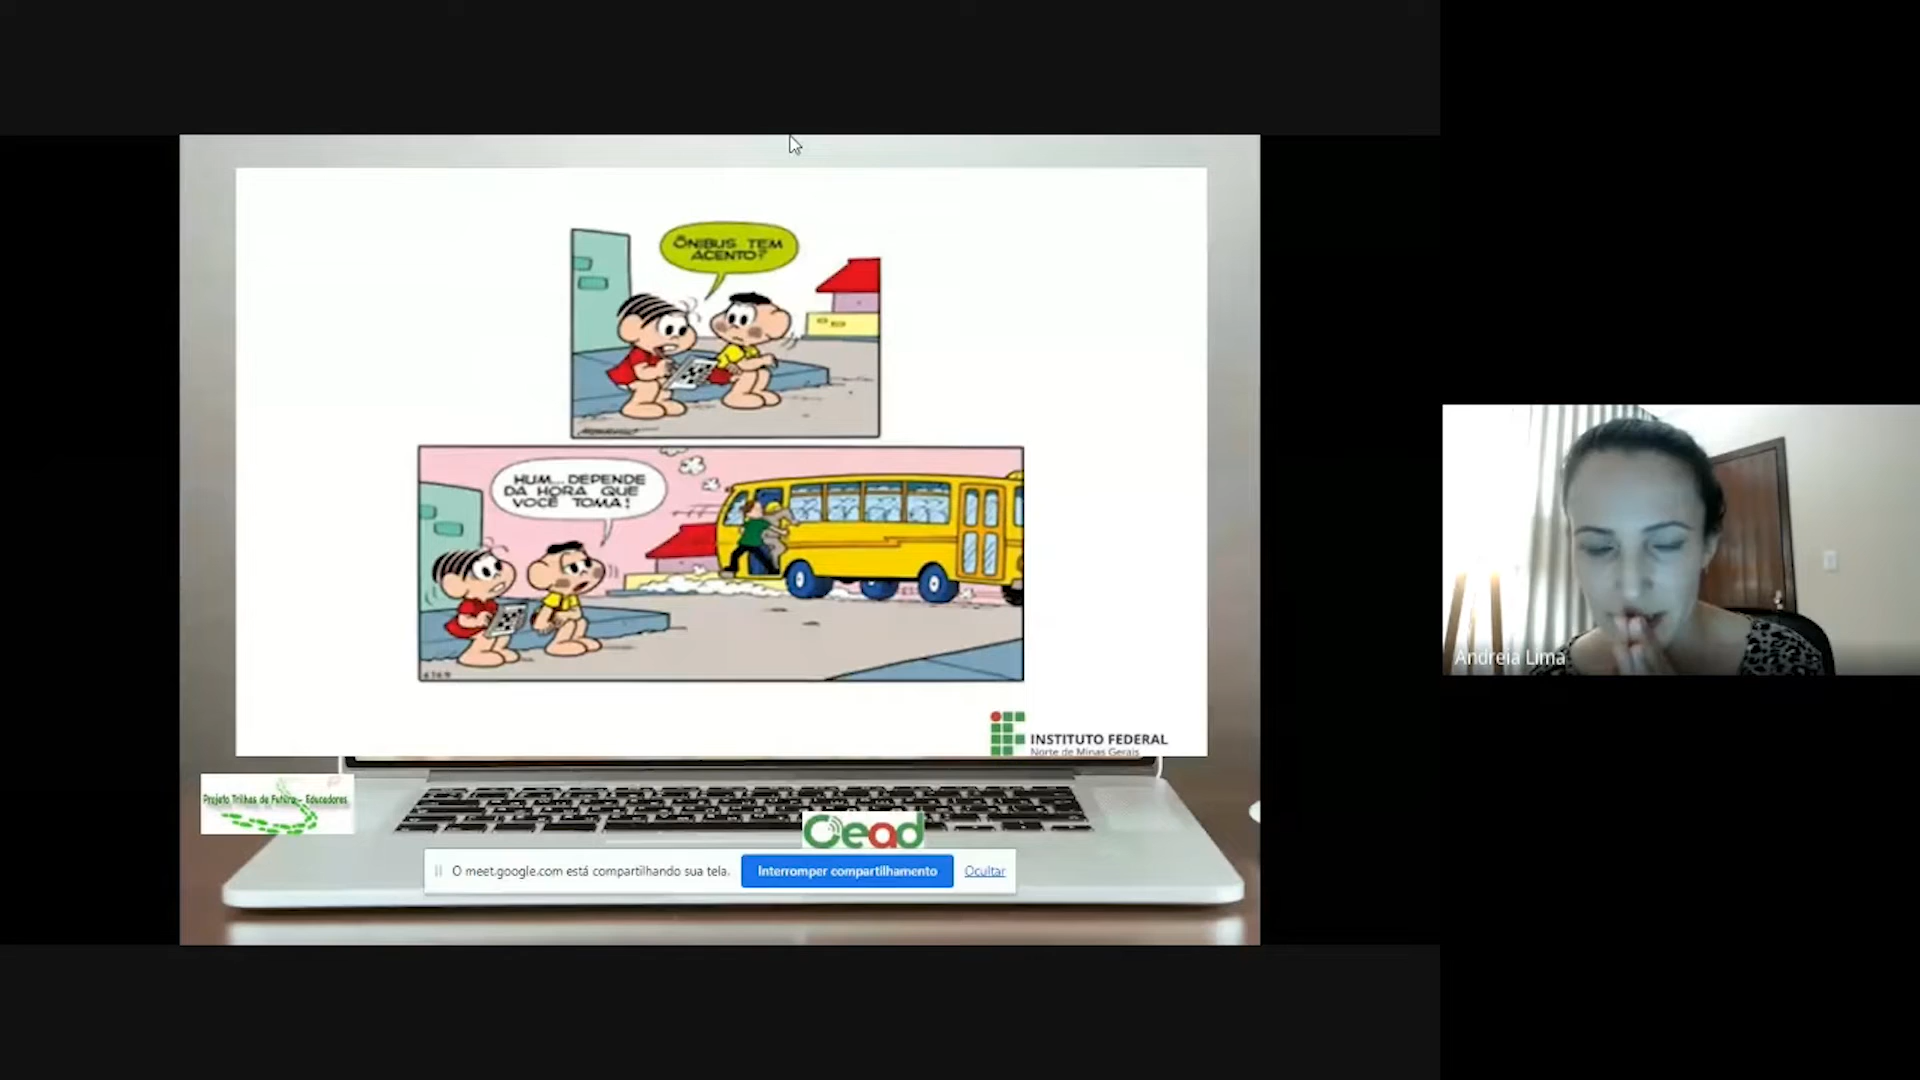 ÔNIBUS TEM
ACENTO?
HUM... DEPENDE
DA HORA QUE
VOCÊ TOMA!
INSTITUTO FEDERAL
Norte de Minas Gerais
Projeto Trilhas de Futuro - Educadores
Cead
O meet.google.com está compartilhando sua tela.
Interromper compartilhamento
Ocultar
Andreia Lima